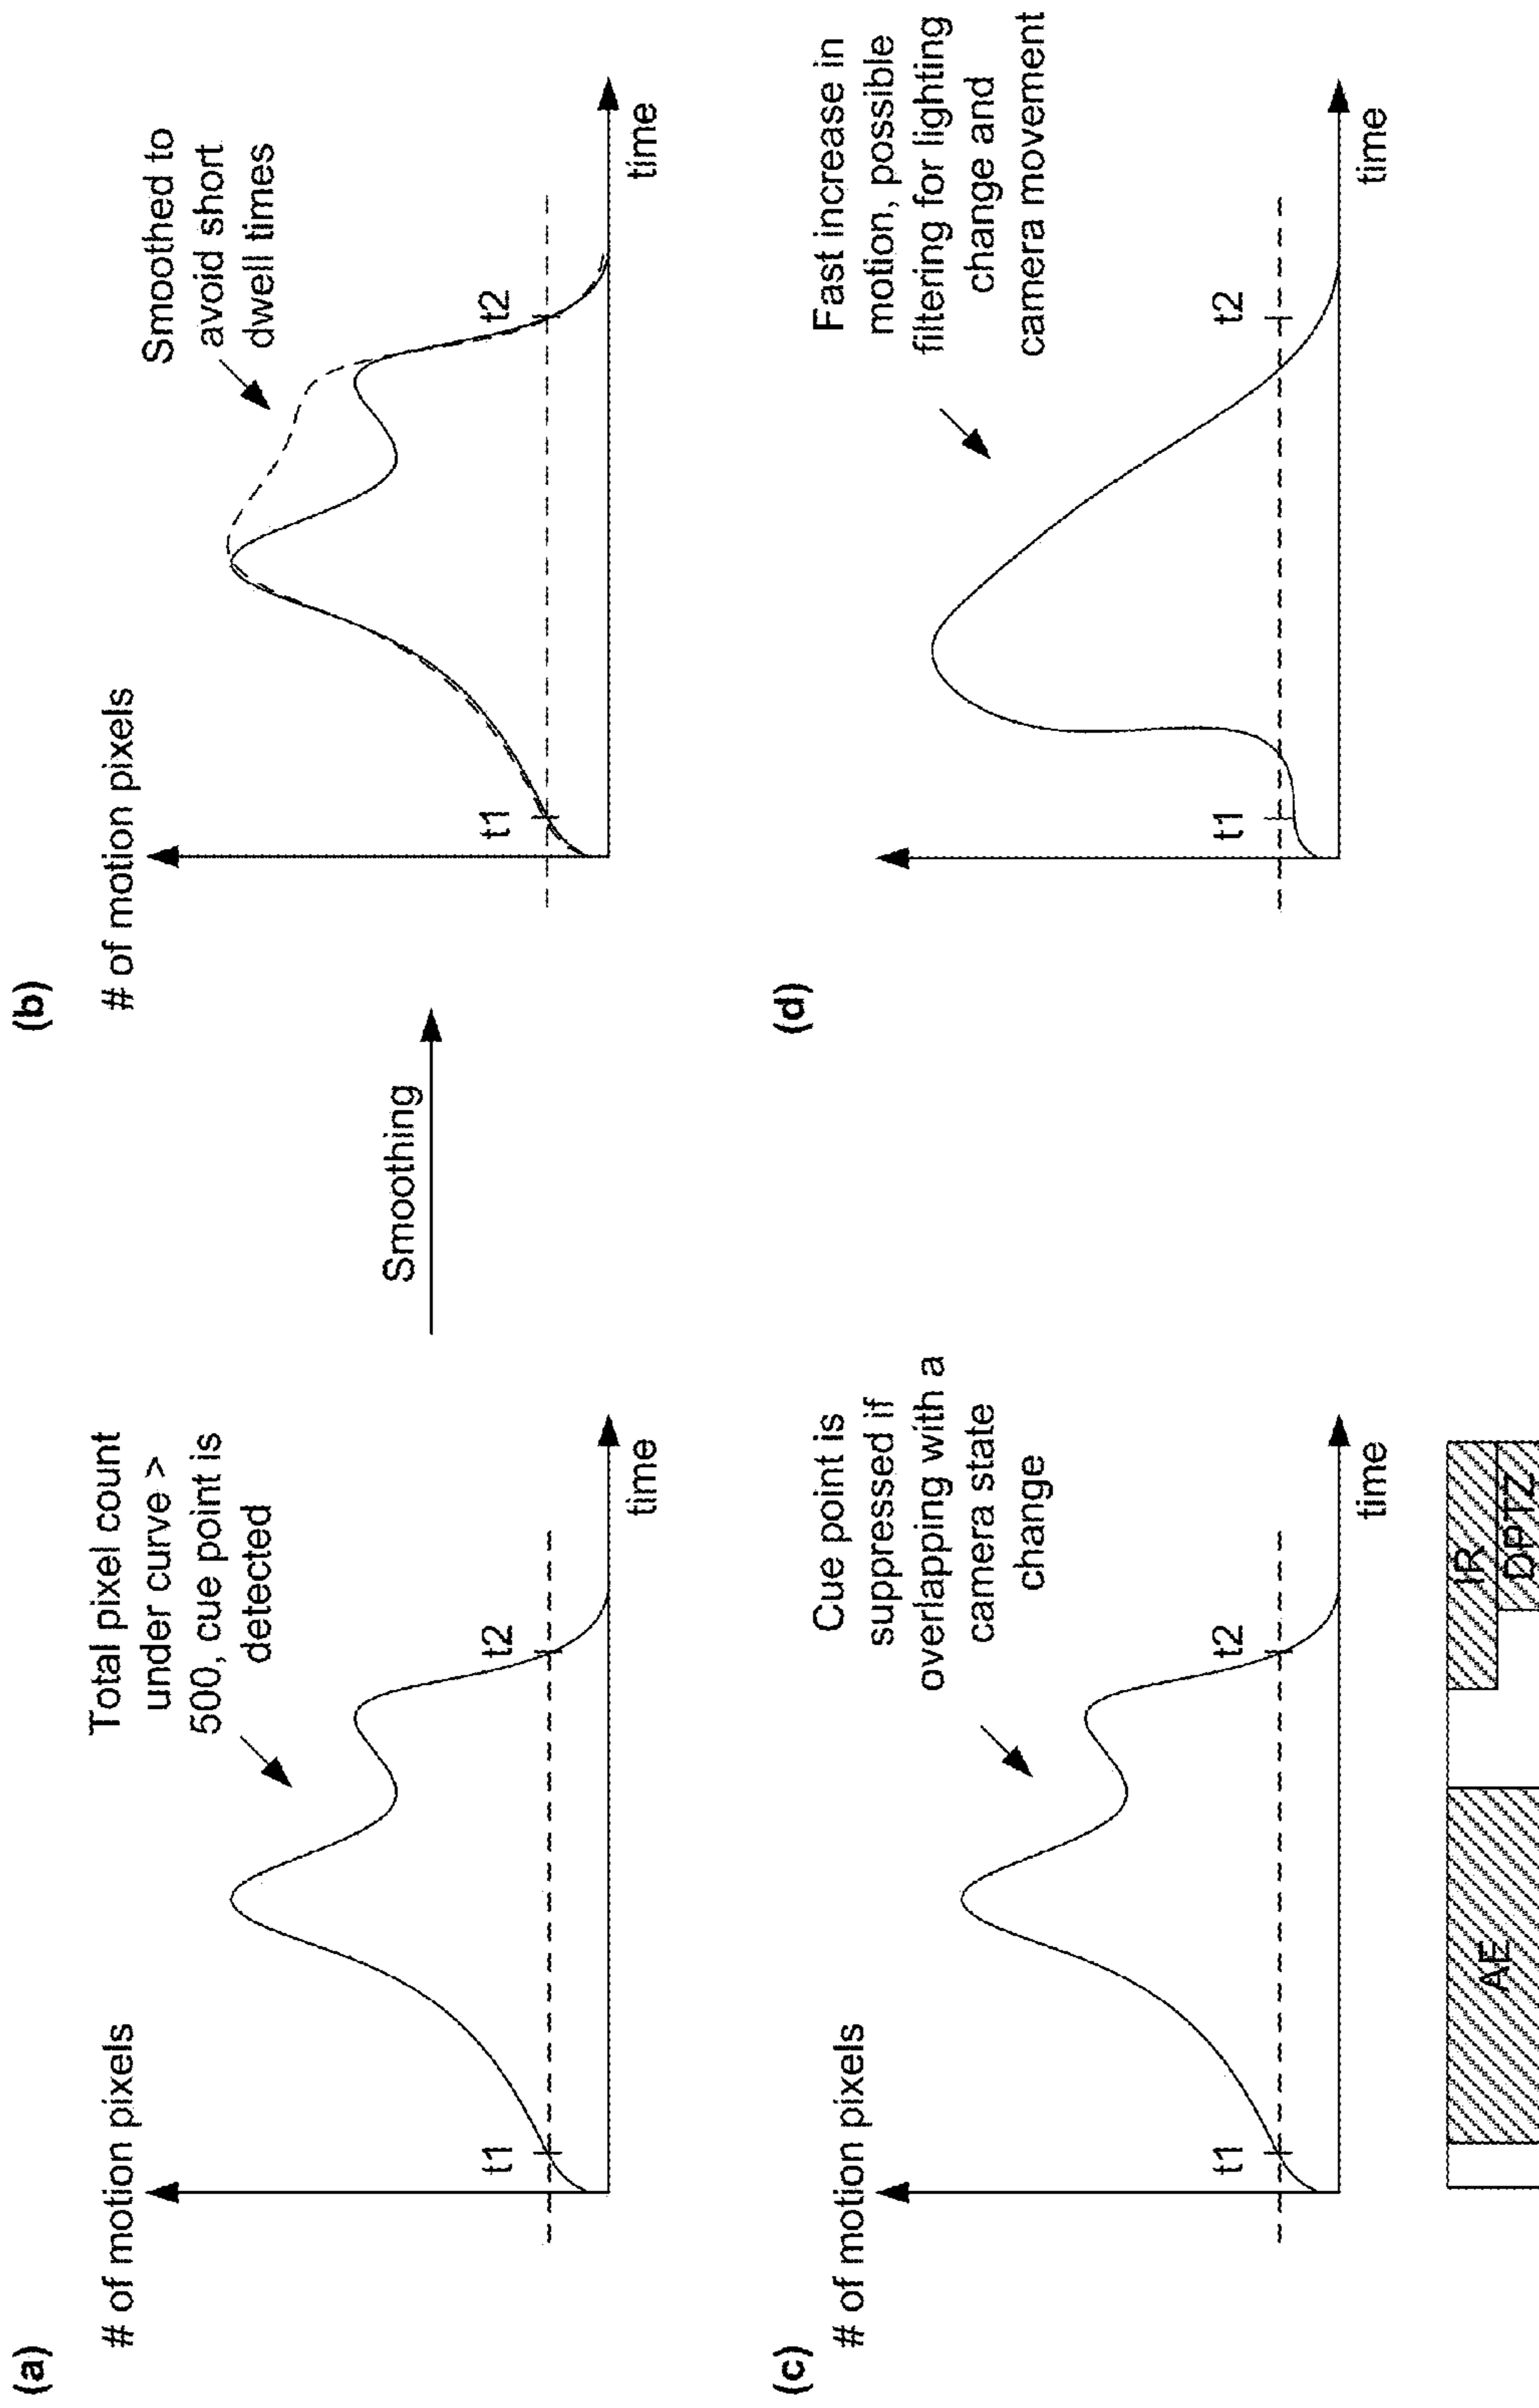 (a)
# of motion pixels
Total pixel count
under curve >
500, cue point is
detected
t1
t2
time
Smoothing
(b)
# of motion pixels
Smoothed to
avoid short
dwell times
t1
t2
time
(c)
# of motion pixels
Cue point is
suppressed if
overlapping with a
camera state
change
t1
t2
time
AE
IR
DPTZ
(d)
Fast increase in
motion, possible
filtering for lighting
change and
camera movement
t1
t2
time